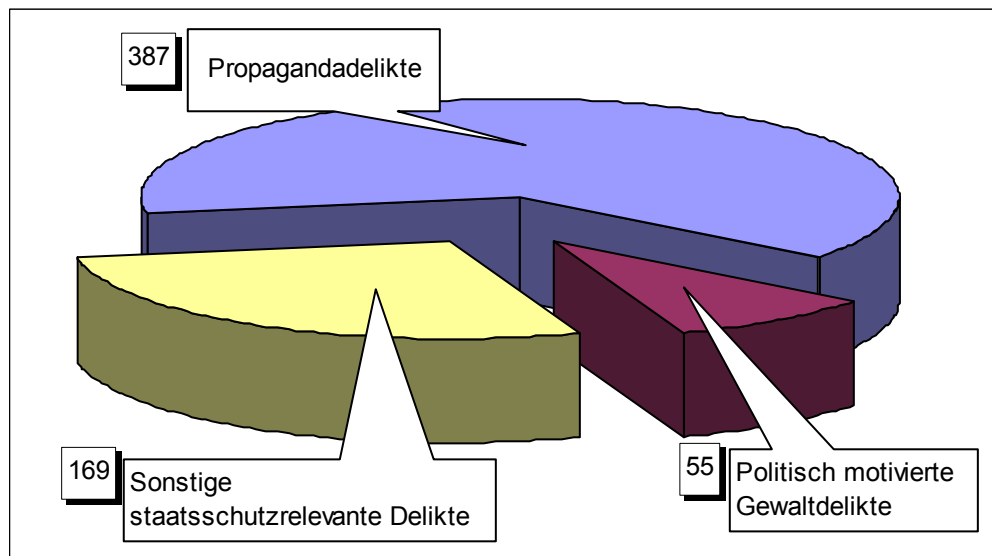 387
Propagandadelikte
169
Sonstige
staatsschutzrelevante Delikte
55
Politisch motivierte
Gewaltdelikte